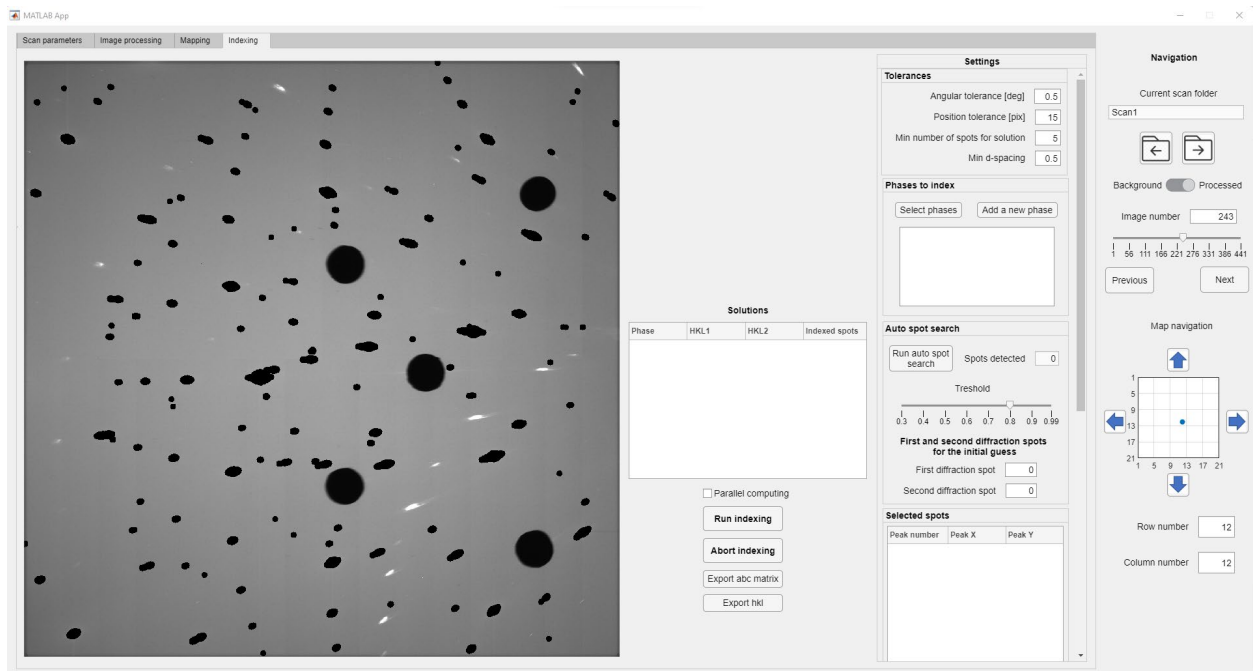 MATLAB App
Scan parameters Image processing Mapping Indexing
Solutions
Phase HKL1 HKL2 Indexed spots
Parallel computing
Run indexing
Abort indexing
Export abc matrix
Export hkl
Settings
Tolerances
Angular tolerance [deg] 0.5
Position tolerance [pix] 15
Min number of spots for solution 5
Min d-spacing 0.5
Phases to index
Select phases Add a new phase
Auto spot search
Run auto spot
search
Spots detected 0
Treshold
0.3 0.4 0.5 0.6 0.7 0.8 0.9 0.99
First and second diffraction spots
for the initial guess
First diffraction spot 0
Second diffraction spot 0
Selected spots
Peak number Peak X Peak Y
Navigation
Current scan folder
Scan1
Background Processed
Image number 243
1 56 111 166 221 276 331 386 441
Previous Next
Map navigation
1
5
9
13
17
21
1 5 9 13 17 21
Row number 12
Column number 12